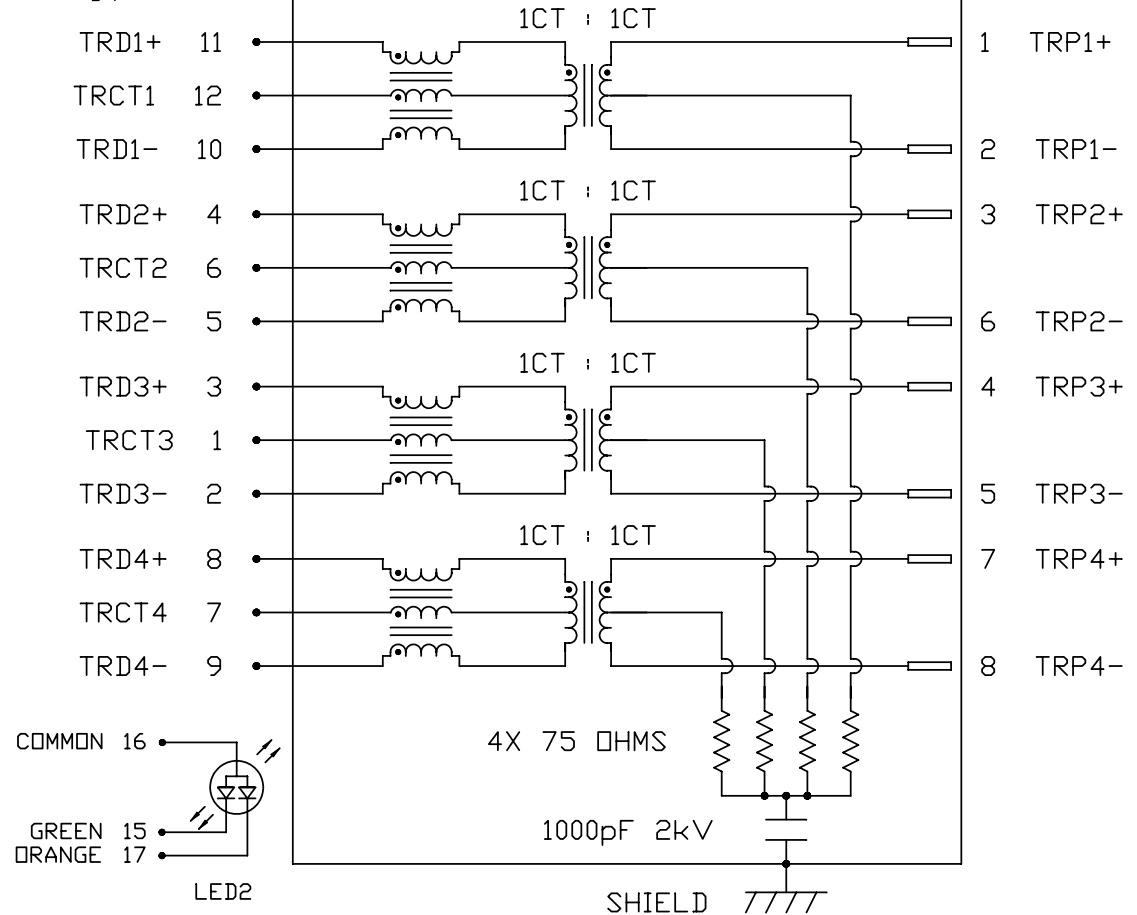 1CT : 1CT
TRD1+ 11 1 TRP1+
TRCT1 12
TRD1- 10 2 TRP1-
1CT : 1CT
TRD2+ 4 3 TRP2+
TRCT2 6
TRD2- 5 6 TRP2-
1CT : 1CT
TRD3+ 3 4 TRP3+
TRCT3 1
TRD3- 2 5 TRP3-
1CT : 1CT
TRD4+ 8 7 TRP4+
TRCT4 7
TRD4- 9 8 TRP4-
COMMON 16
4X 75 OHMS
GREEN 15
1000pF 2kV
ORANGE 17
LED2
SHIELD